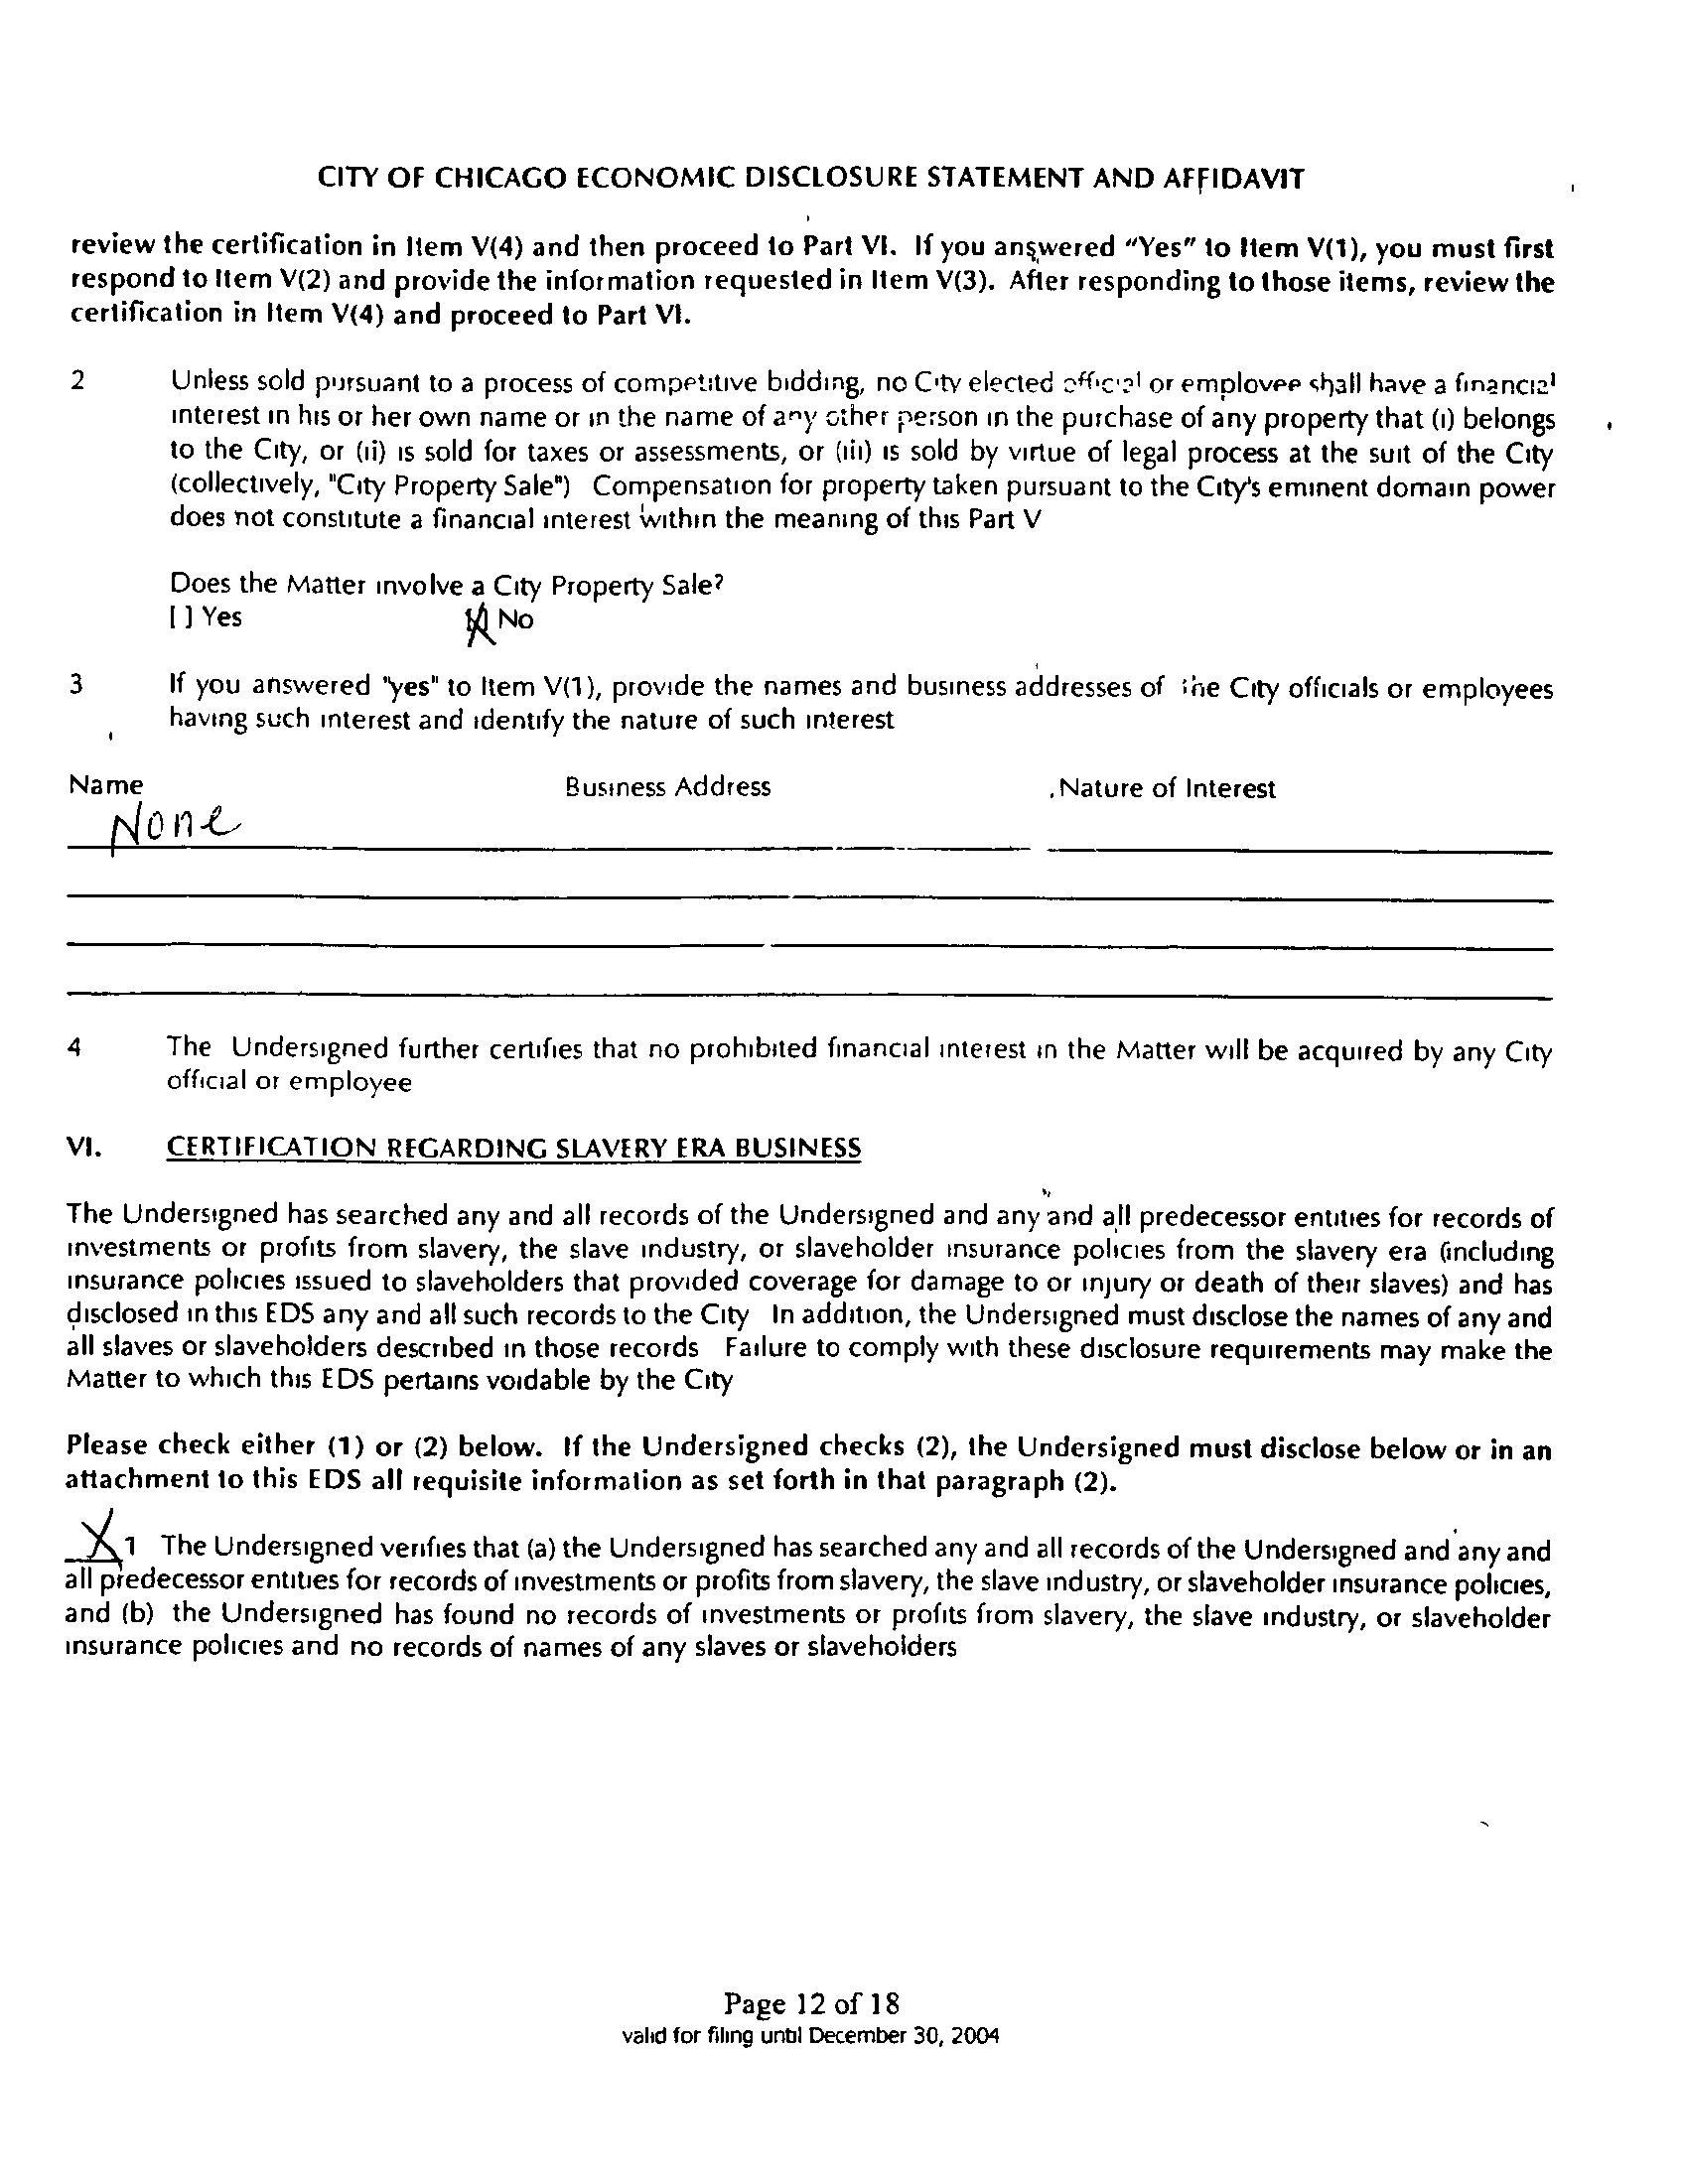 CITY OF CHICAGO ECONOMIC DISCLOSURE STATEMENT AND AFFIDAVIT
review the certification in Item V(4) and then proceed to Part VI. If you answered "Yes" to Item V(1), you must first
respond to Item V(2) and provide the information requested in Item V(3). After responding to those items, review the
certification in Item V(4) and proceed to Part VI.
2 Unless sold pursuant to a process of competitive bidding, no City elected official or employee shall have a financial
interest in his or her own name or in the name of any other person in the purchase of any property that (i) belongs
to the City, or (ii) is sold for taxes or assessments, or (iii) is sold by virtue of legal process at the suit of the City
(collectively, "City Property Sale") Compensation for property taken pursuant to the City's eminent domain power
does not constitute a financial interest within the meaning of this Part V
Does the Matter involve a City Property Sale?
[ ] Yes [X] No
3 If you answered "yes" to Item V(1), provide the names and business addresses of the City officials or employees
having such interest and identify the nature of such interest
Name Business Address Nature of Interest
None
4 The Undersigned further certifies that no prohibited financial interest in the Matter will be acquired by any City
official or employee
VI. CERTIFICATION REGARDING SLAVERY ERA BUSINESS
The Undersigned has searched any and all records of the Undersigned and any and all predecessor entities for records of
investments or profits from slavery, the slave industry, or slaveholder insurance policies from the slavery era (including
insurance policies issued to slaveholders that provided coverage for damage to or injury or death of their slaves) and has
disclosed in this EDS any and all such records to the City In addition, the Undersigned must disclose the names of any and
all slaves or slaveholders described in those records Failure to comply with these disclosure requirements may make the
Matter to which this EDS pertains voidable by the City
Please check either (1) or (2) below. If the Undersigned checks (2), the Undersigned must disclose below or in an
attachment to this EDS all requisite information as set forth in that paragraph (2).
X 1 The Undersigned verifies that (a) the Undersigned has searched any and all records of the Undersigned and any and
all predecessor entities for records of investments or profits from slavery, the slave industry, or slaveholder insurance policies,
and (b) the Undersigned has found no records of investments or profits from slavery, the slave industry, or slaveholder
insurance policies and no records of names of any slaves or slaveholders
Page 12 of 18
valid for filing until December 30, 2004